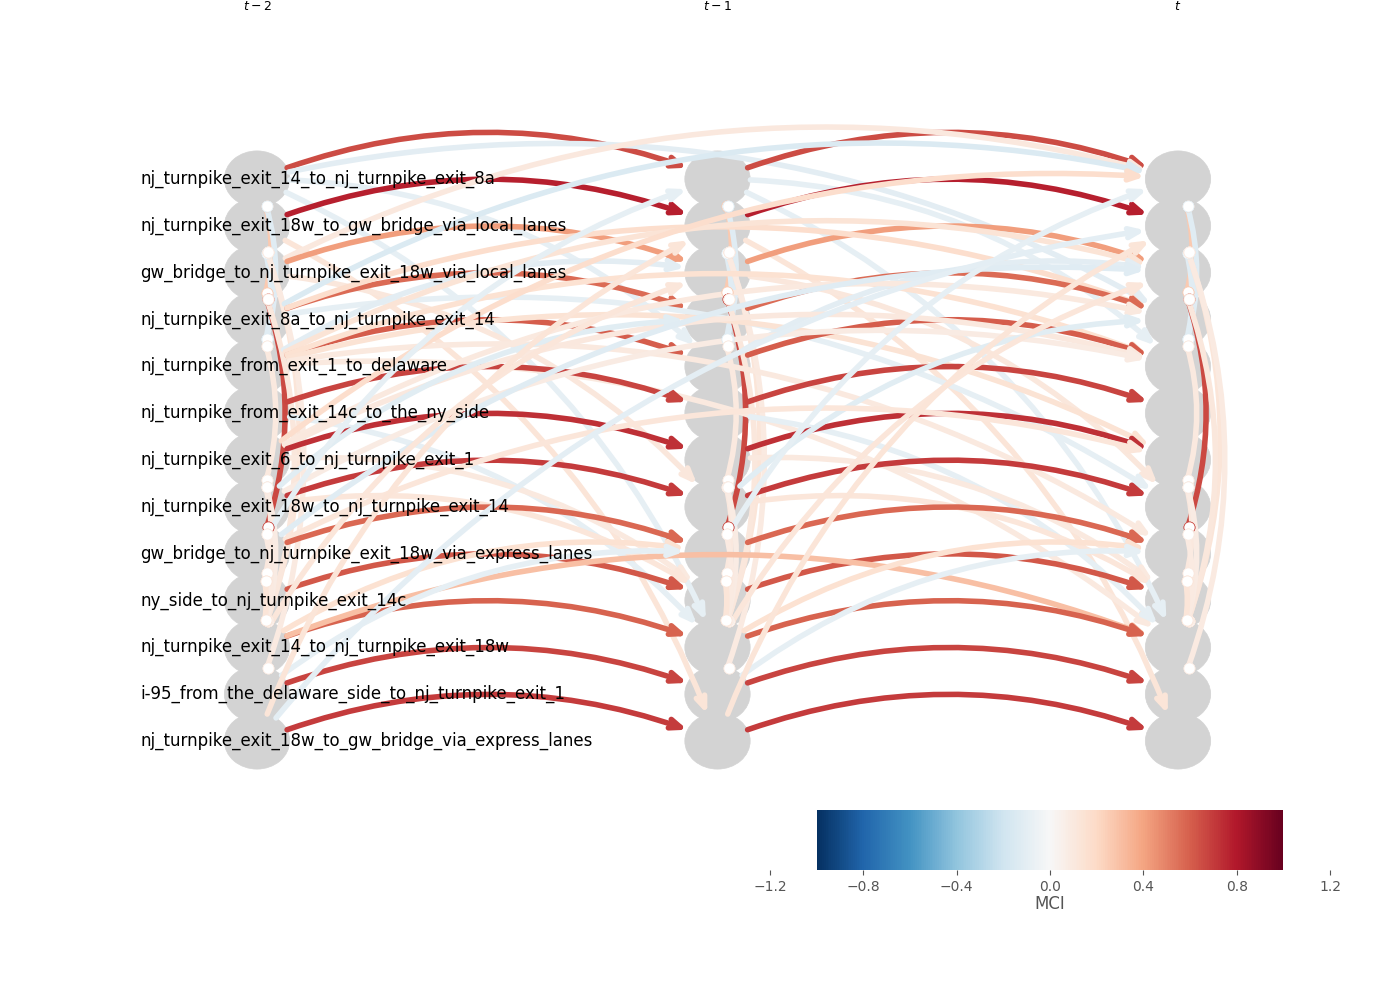 t − 2 t − 1 t
nj_turnpike_exit_14_to_nj_turnpike_exit_8a
nj_turnpike_exit_18w_to_gw_bridge_via_local_lanes
gw_bridge_to_nj_turnpike_exit_18w_via_local_lanes
nj_turnpike_exit_8a_to_nj_turnpike_exit_14
nj_turnpike_from_exit_1_to_delaware
nj_turnpike_from_exit_14c_to_the_ny_side
nj_turnpike_exit_6_to_nj_turnpike_exit_1
nj_turnpike_exit_18w_to_nj_turnpike_exit_14
gw_bridge_to_nj_turnpike_exit_18w_via_express_lanes
ny_side_to_nj_turnpike_exit_14c
nj_turnpike_exit_14_to_nj_turnpike_exit_18w
i-95_from_the_delaware_side_to_nj_turnpike_exit_1
nj_turnpike_exit_18w_to_gw_bridge_via_express_lanes
−1.2 −0.8 −0.4 0.0 0.4 0.8 1.2
MCI